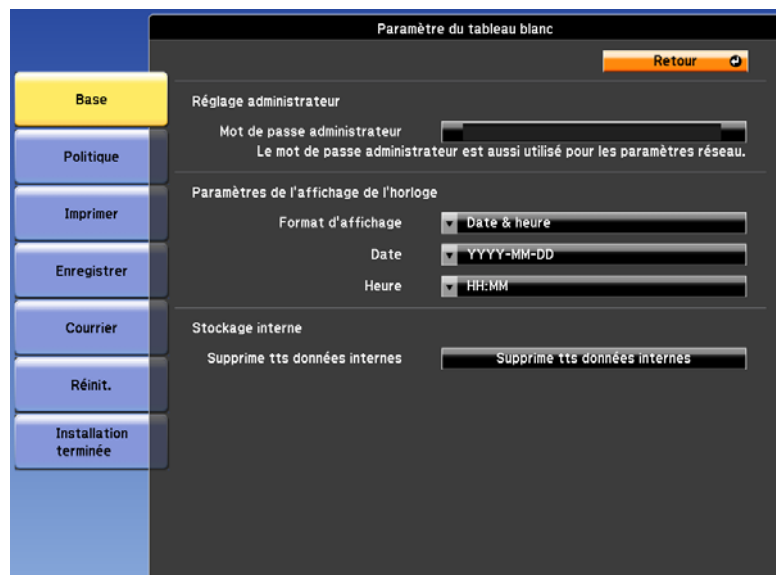 Paramètre du tableau blanc
Retour
Base
Politique
Imprimer
Enregistrer
Courrier
Réinit.
Installation
terminée
Réglage administrateur
Mot de passe administrateur
Le mot de passe administrateur est aussi utilisé pour les paramètres réseau.
Paramètres de l'affichage de l'horloge
Format d'affichage Date & heure
Date YYYY-MM-DD
Heure HH:MM
Stockage interne
Supprime tts données internes Supprime tts données internes